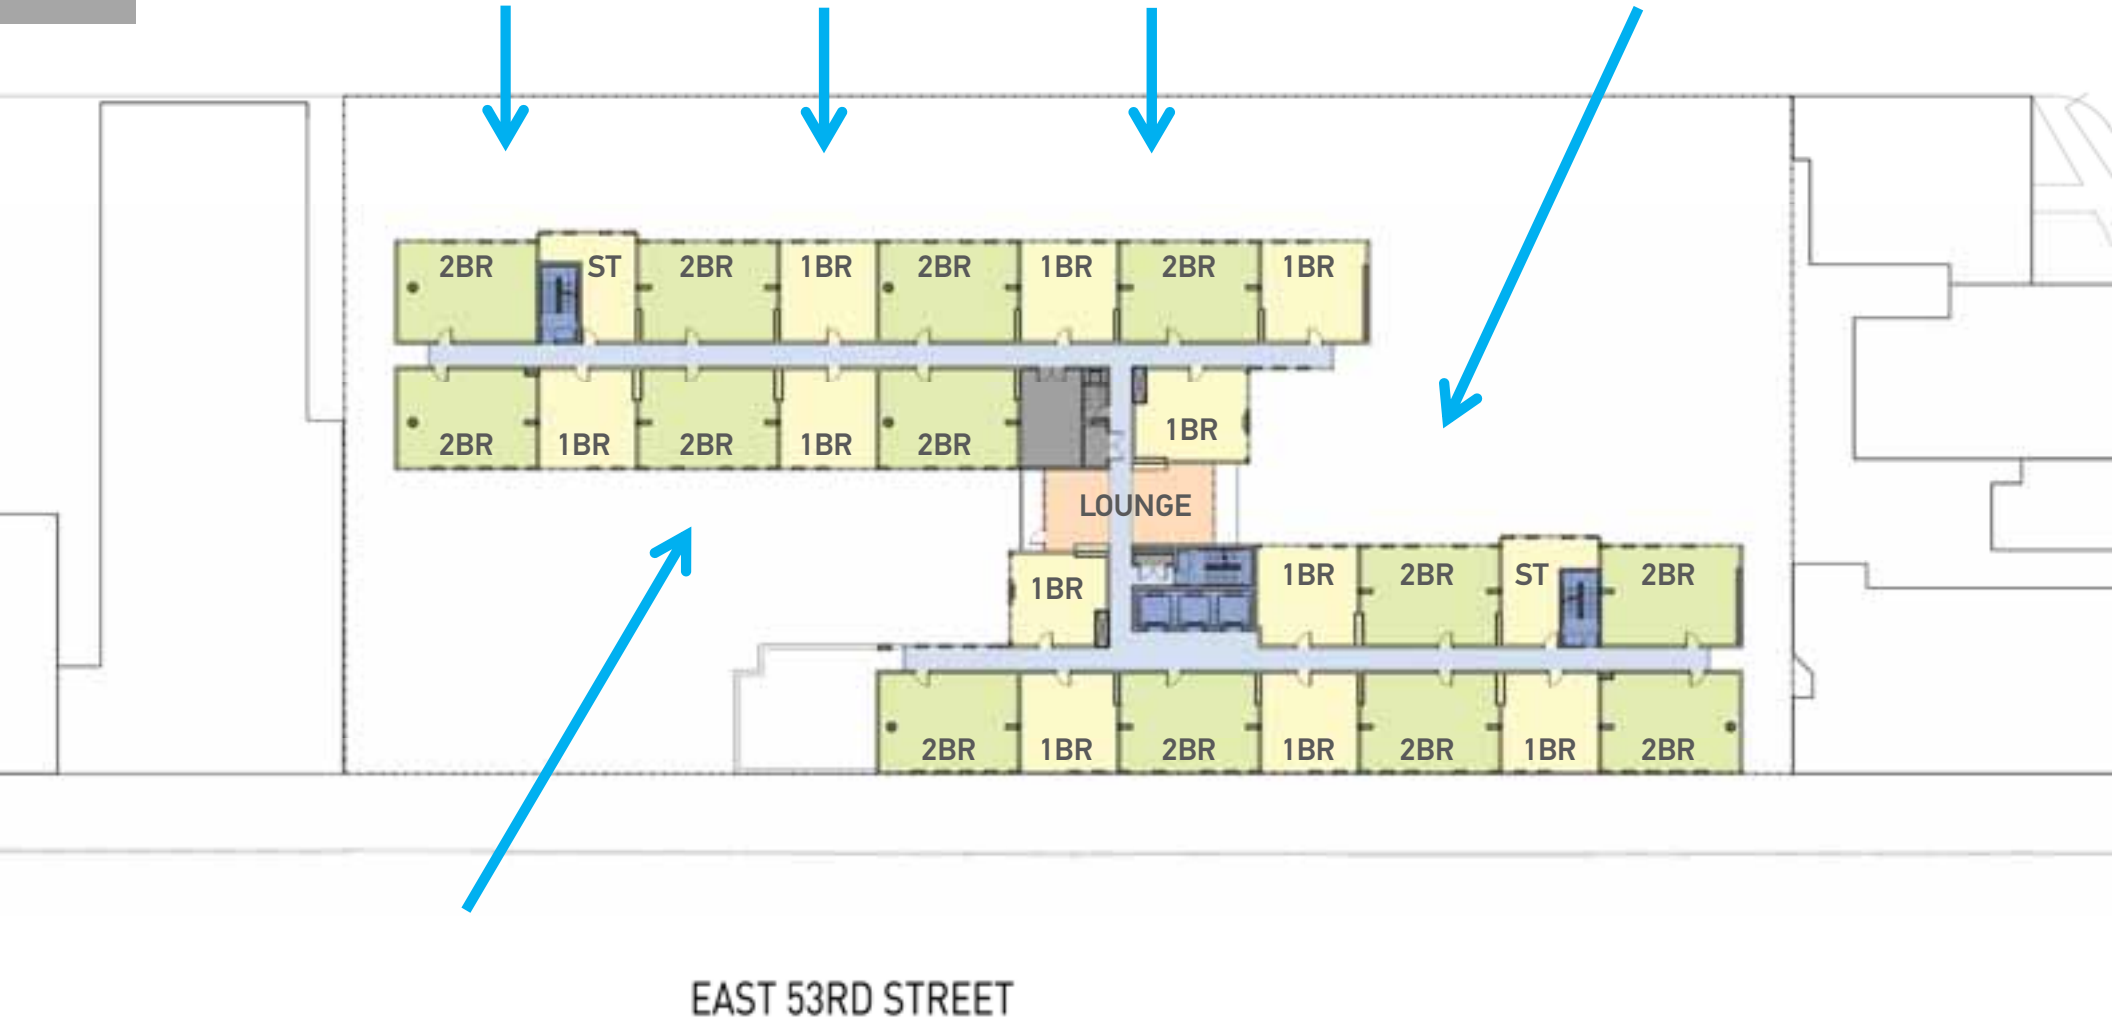 2BR ST 2BR 1BR 2BR 1BR 2BR 1BR
2BR 1BR 2BR 1BR 2BR 1BR
LOUNGE
1BR 1BR 2BR ST 2BR
2BR 1BR 2BR 1BR 2BR 1BR 2BR
EAST 53RD STREET